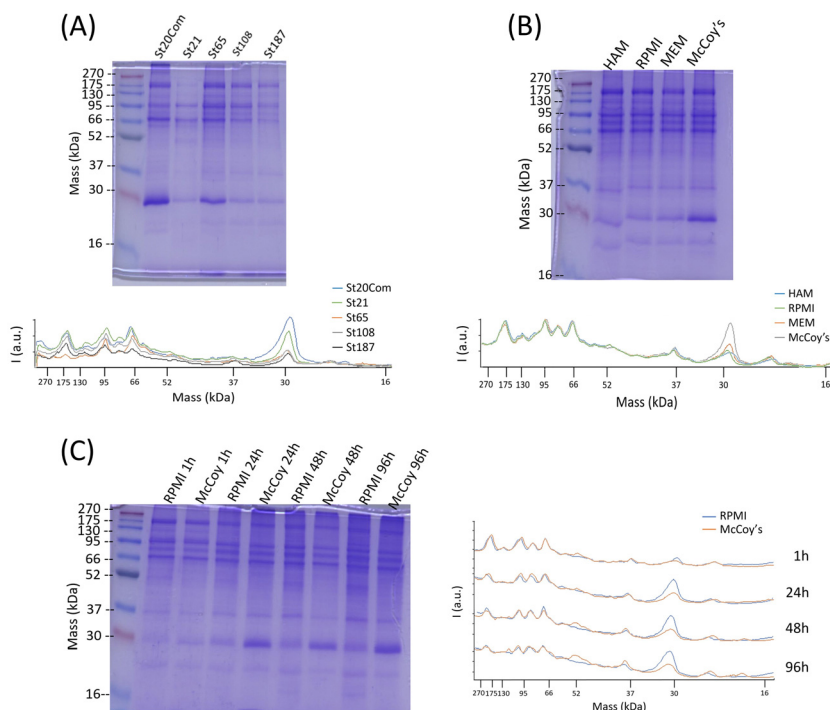 (A)
St20Com
St21
St65
St108
St187
270
175
130
95
66
52
37
30
16
Mass (kDa)
St20Com
St21
St65
St108
St187
I (a.u.)
270 175 130 95 66 52 37 30 16
Mass (kDa)
(B)
HAM
RPMI
MEM
McCoy's
270
175
130
95
66
52
37
30
16
Mass (kDa)
HAM
RPMI
MEM
McCoy's
I (a.u.)
270 175 130 95 66 52 37 30 16
Mass (kDa)
(C)
RPMI 1h
McCoy 1h
RPMI 24h
McCoy 24h
RPMI 48h
McCoy 48h
RPMI 96h
McCoy 96h
270
175
130
95
66
52
37
30
16
Mass (kDa)
RPMI
McCoy's
1h
24h
48h
96h
I (a.u.)
270 175 130 95 66 52 37 30 16
Mass (kDa)